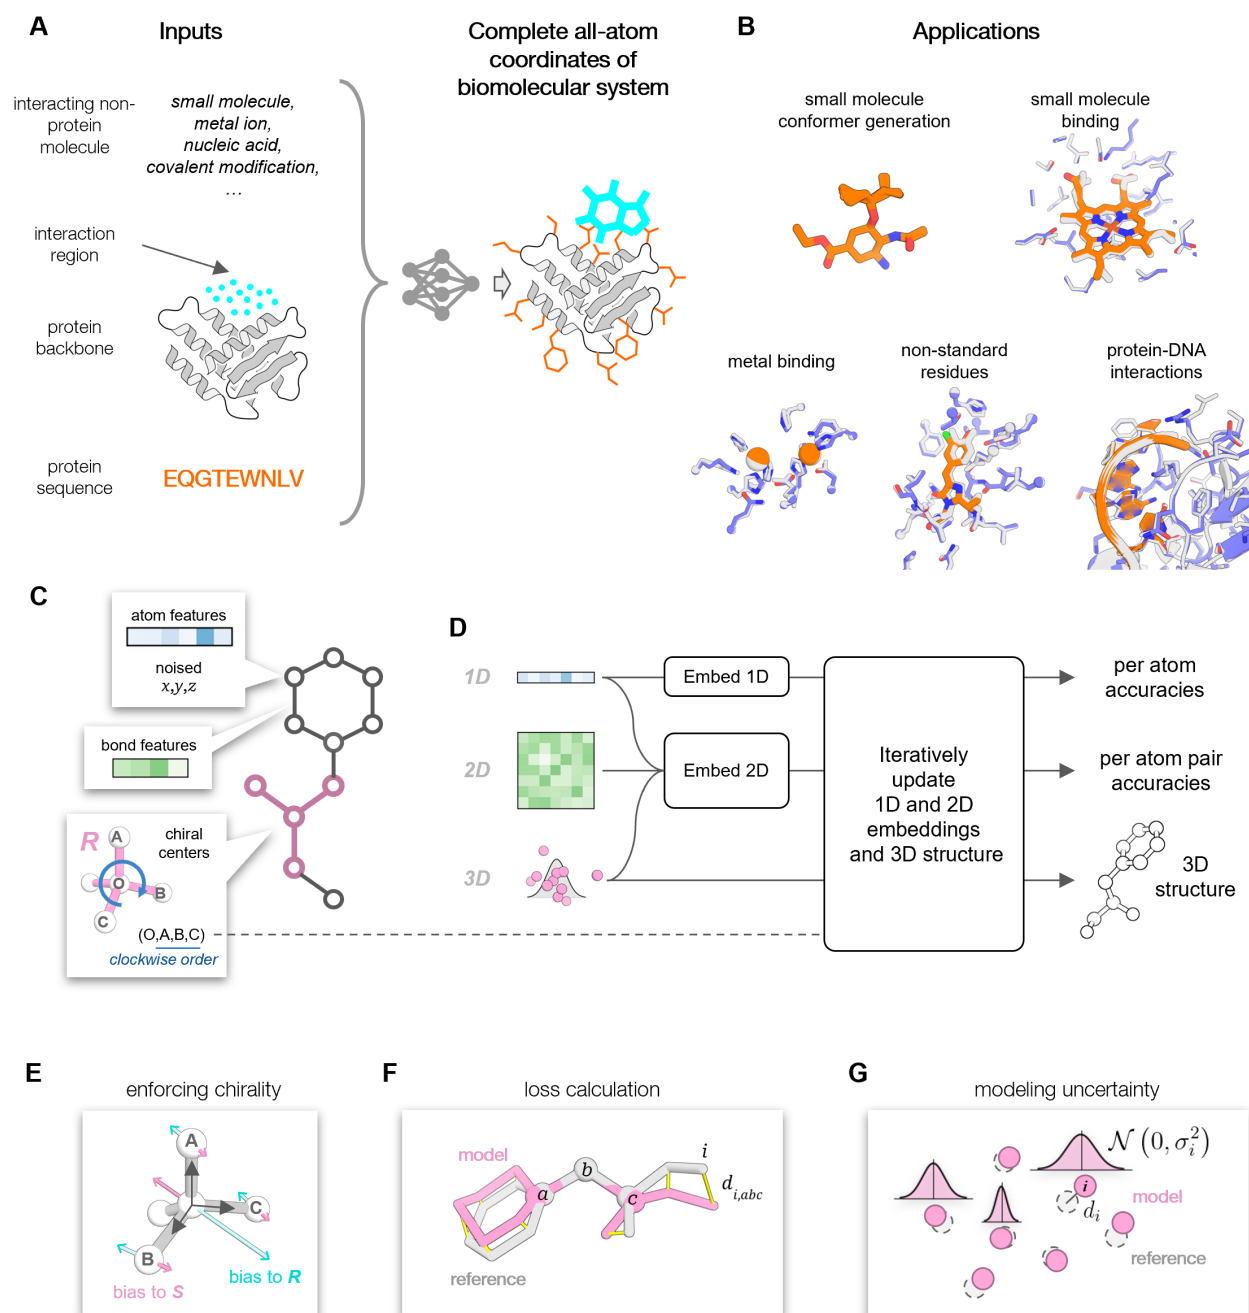 A
Inputs
Complete all-atom
coordinates of
biomolecular system
interacting non-
protein
molecule
small molecule,
metal ion,
nucleic acid,
covalent modification,
...
interaction
region
protein
backbone
protein
sequence
EQGTEWNLV
B
Applications
small molecule
conformer generation
small molecule
binding
metal binding
non-standard
residues
protein-DNA
interactions
C
atom features
noised
x,y,z
bond features
R
chiral
centers
A
O
B
C
(O,A,B,C)
clockwise order
D
1D
Embed 1D
2D
Embed 2D
3D
Iteratively
update
1D and 2D
embeddings
and 3D structure
per atom
accuracies
per atom pair
accuracies
3D
structure
E
enforcing chirality
A
C
B
bias to R
bias to S
F
loss calculation
model
a
b
c
i
d_{i,abc}
reference
G
modeling uncertainty
N (0, σ_i^2)
i
model
d_i
reference